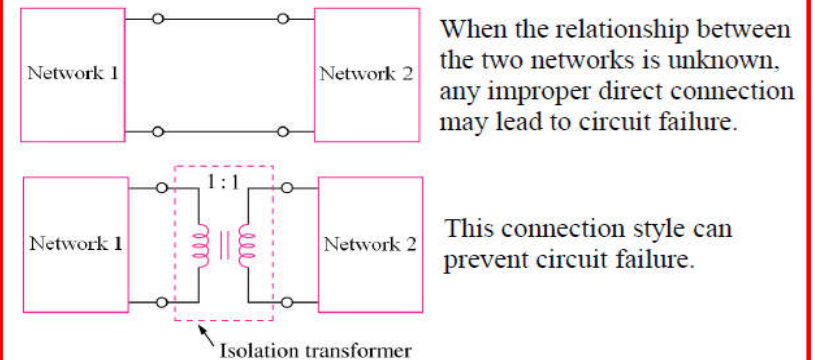 Network 1
Network 2
When the relationship between
the two networks is unknown,
any improper direct connection
may lead to circuit failure.
1 : 1
Network 1
Network 2
This connection style can
prevent circuit failure.
Isolation transformer